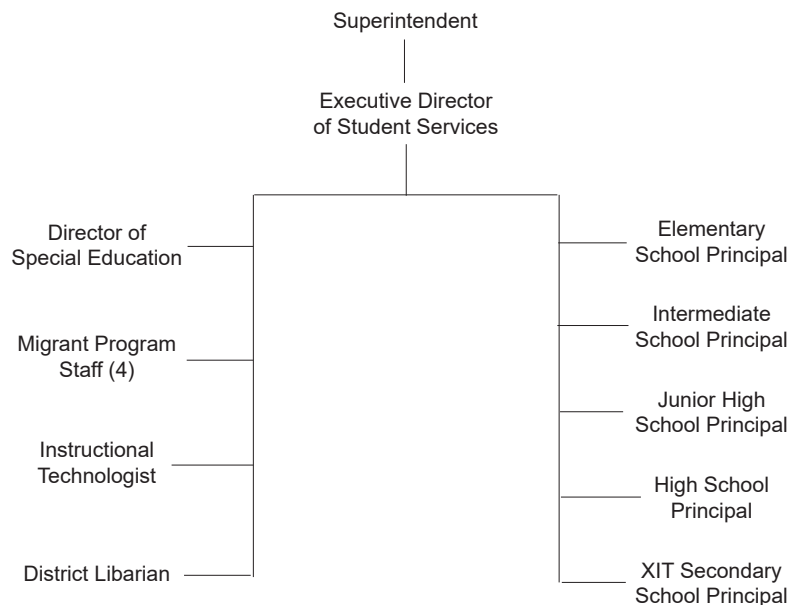 Superintendent
Executive Director
of Student Services
Director of
Special Education
Migrant Program
Staff (4)
Instructional
Technologist
District Libarian
Elementary
School Principal
Intermediate
School Principal
Junior High
School Principal
High School
Principal
XIT Secondary
School Principal